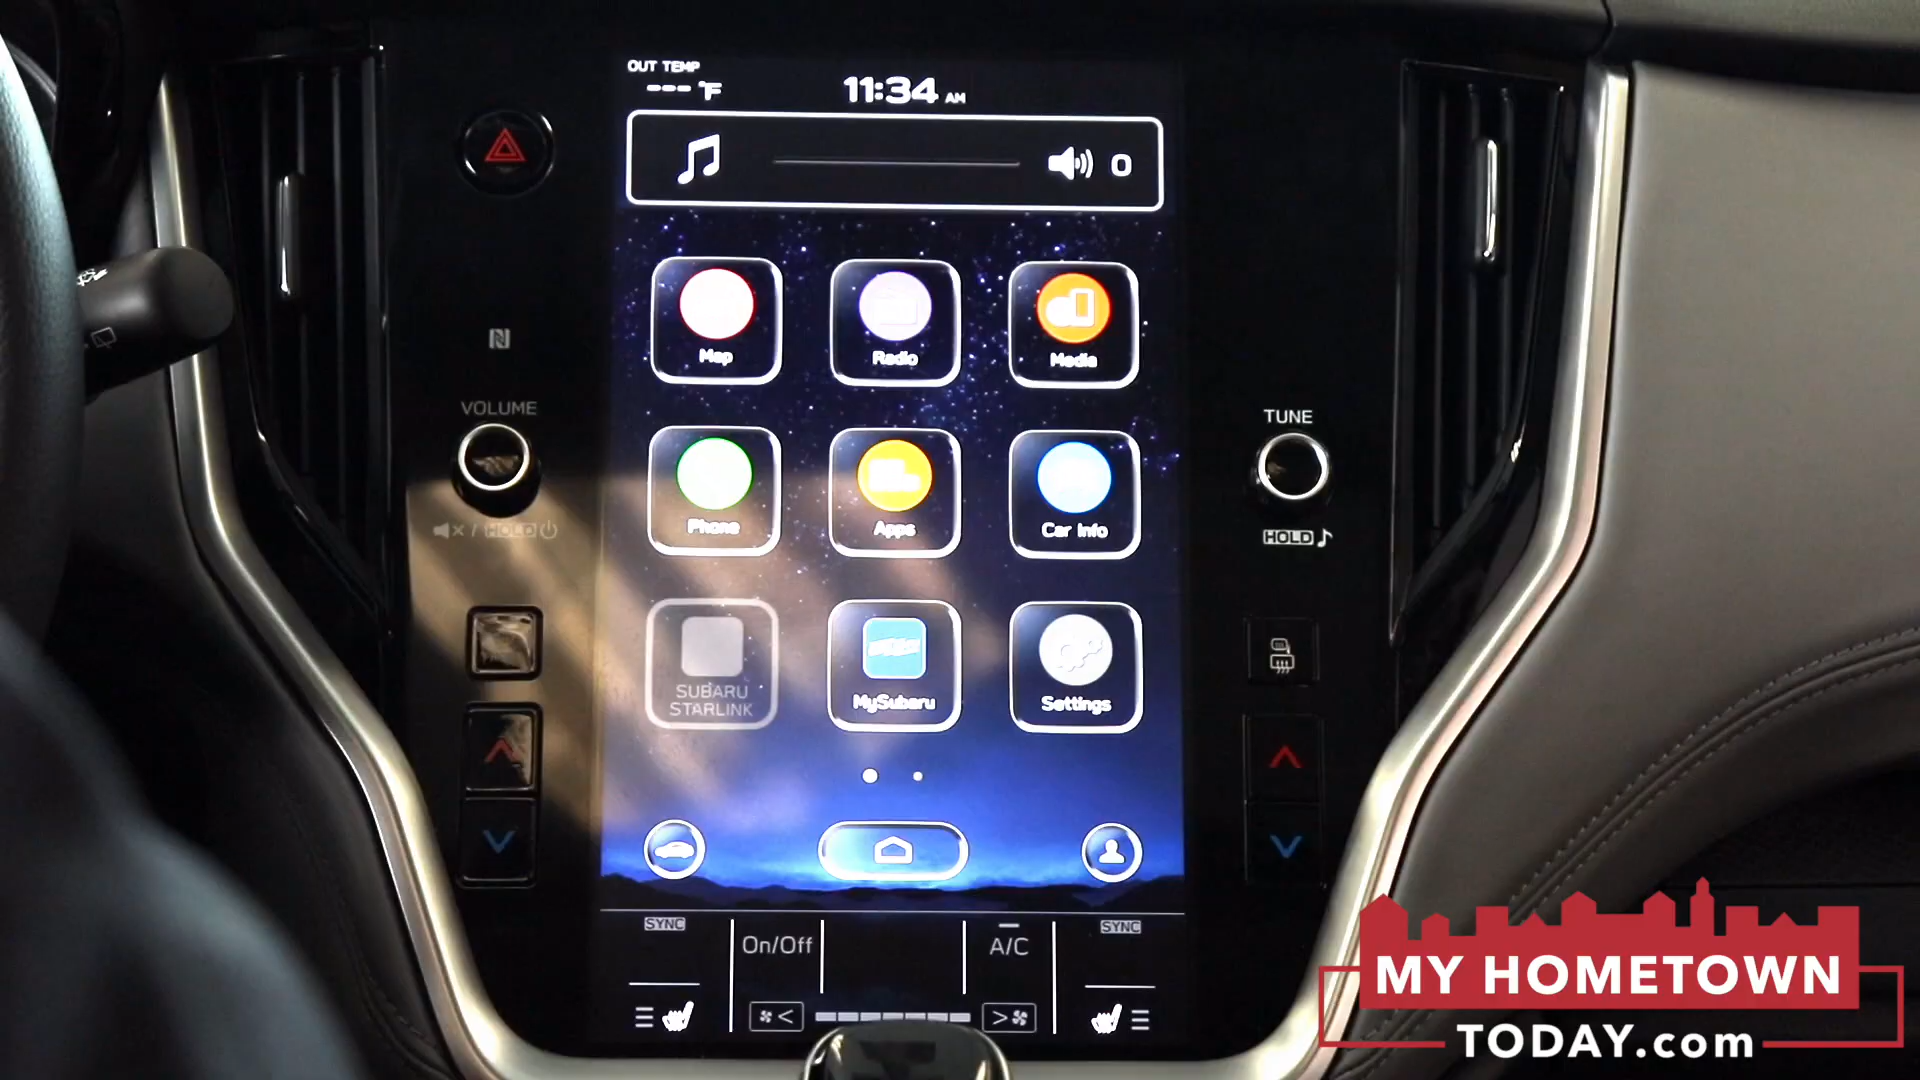 OUT TEMP
--- °F
11:34 AM
0
Map
Radio
Media
VOLUME
TUNE
Phone
Apps
Car Info
HOLD
HOLD
SUBARU
STARLINK
MySubaru
Settings
SYNC
On/Off
A/C
SYNC
<
>
MY HOMETOWN
TODAY.com